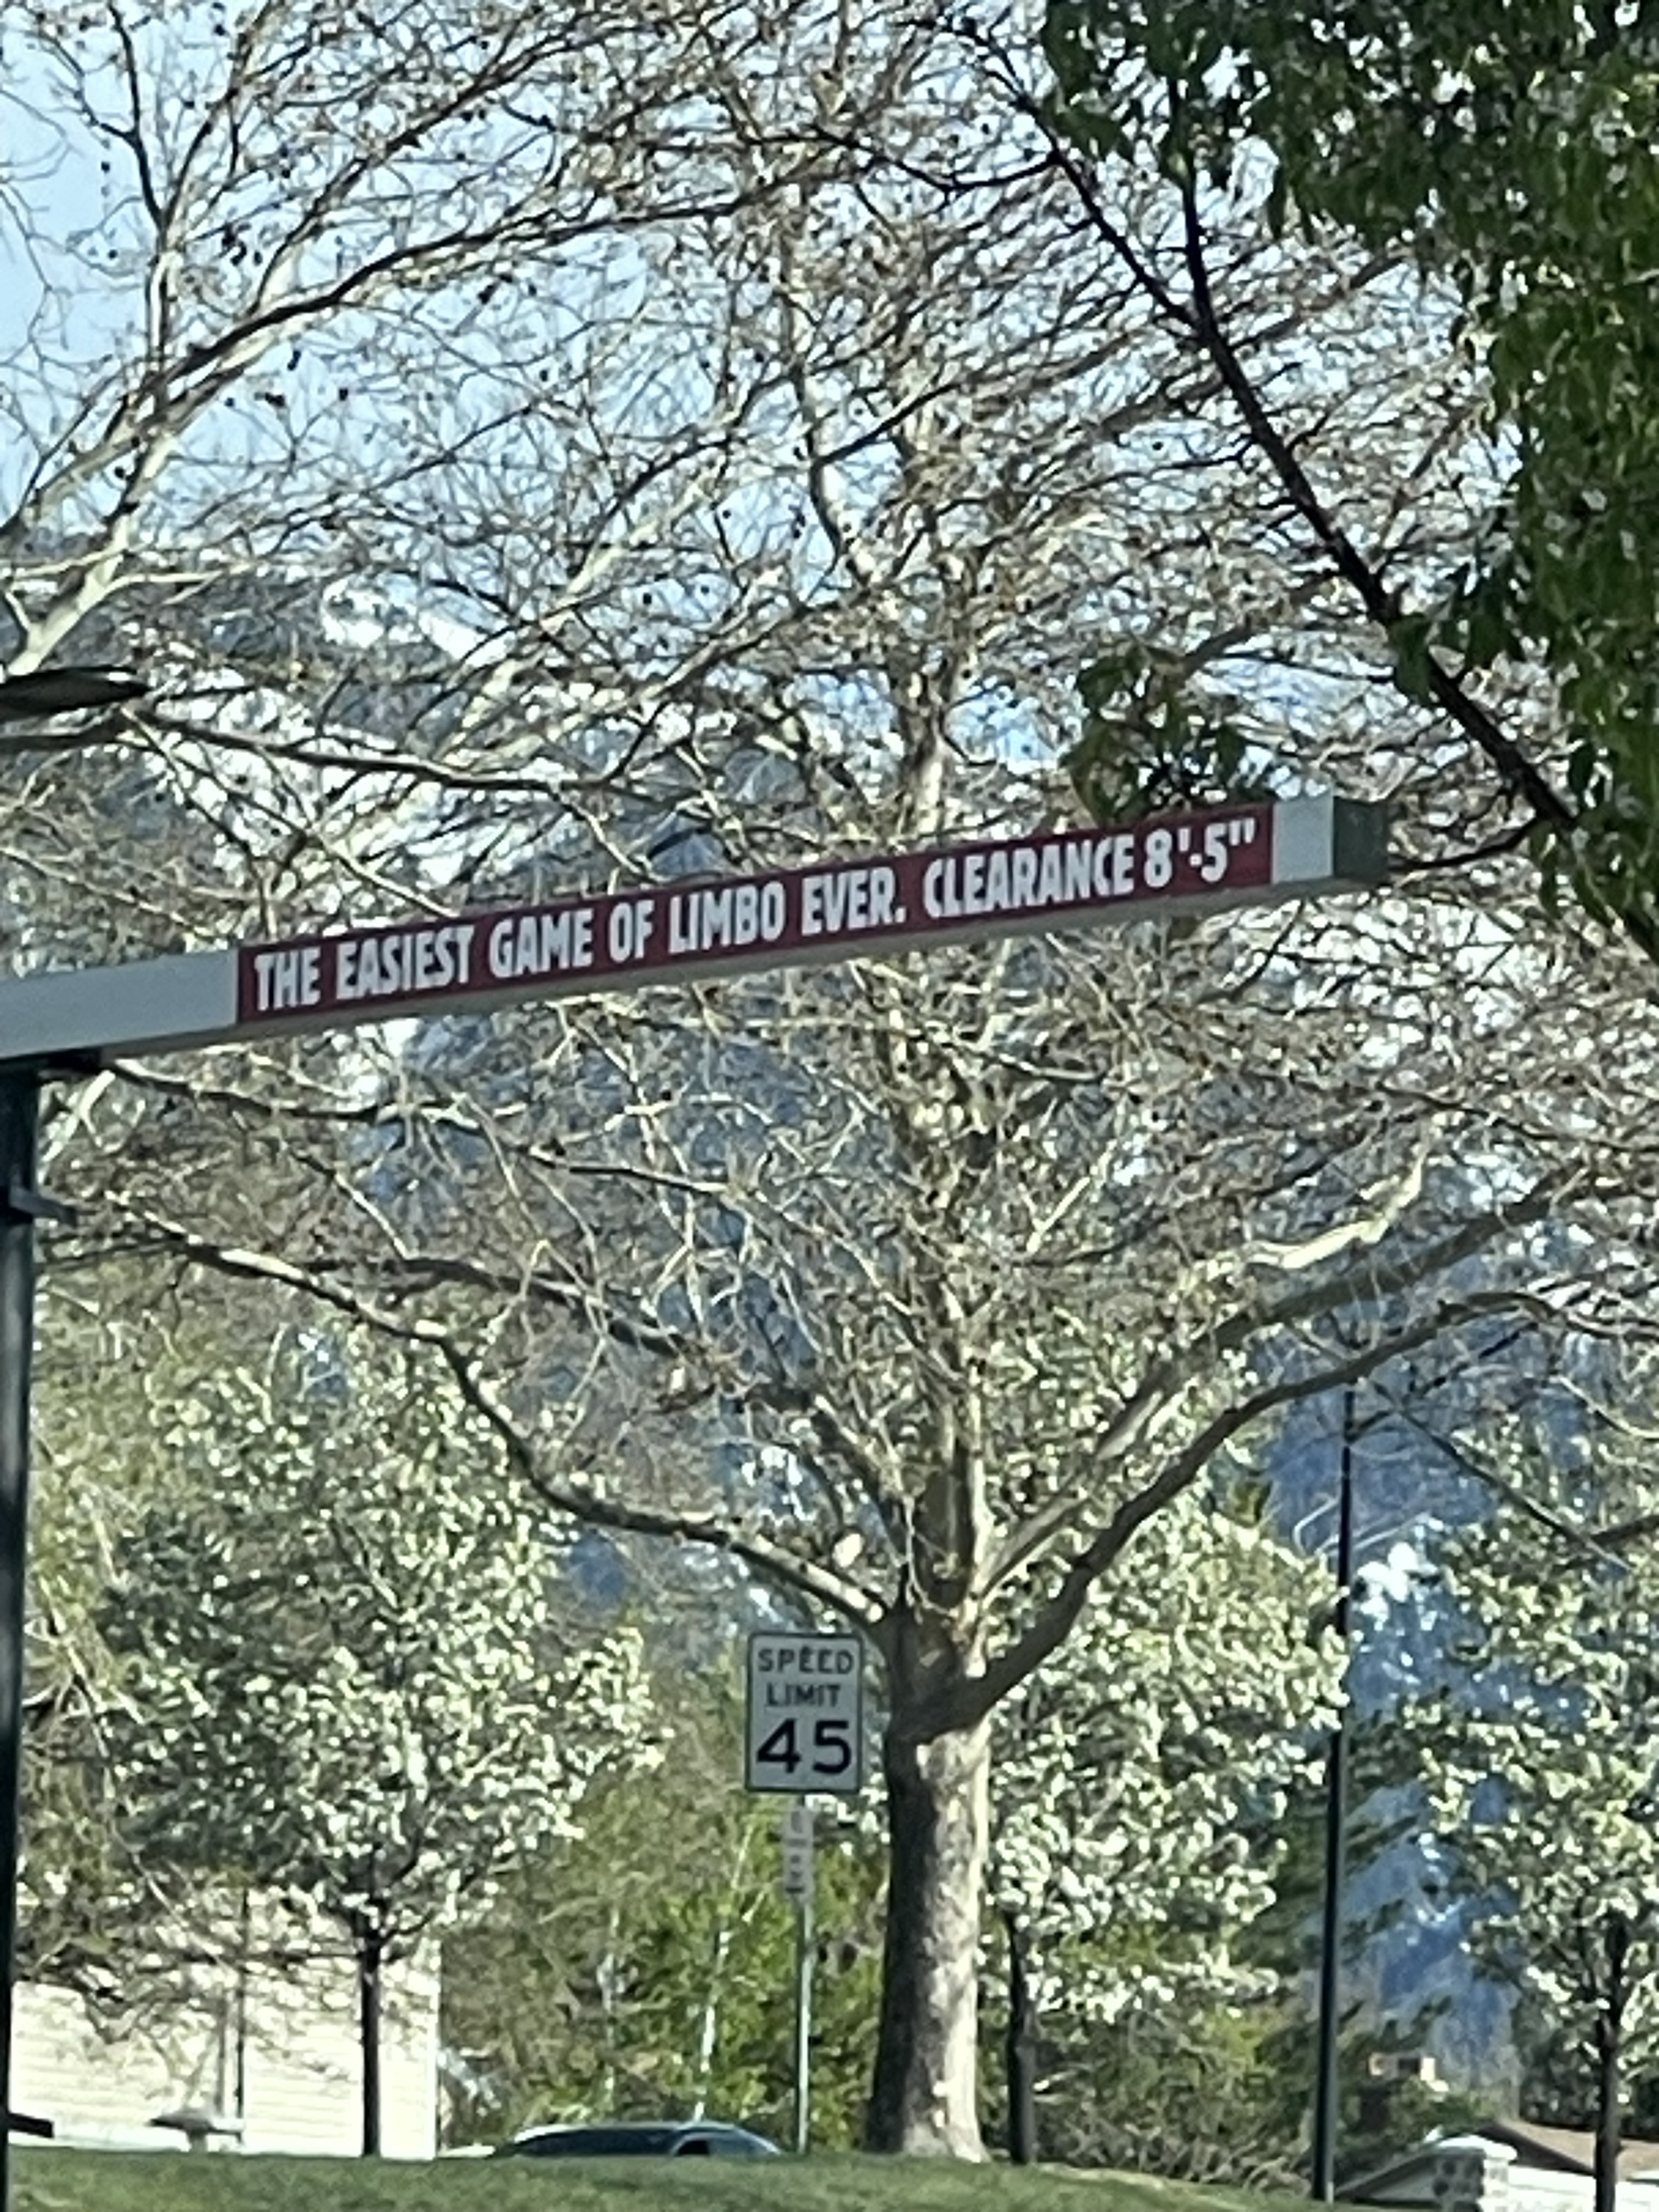 THE EASIEST GAME OF LIMBO EVER. CLEARANCE 8'-5"
SPEED
LIMIT
45